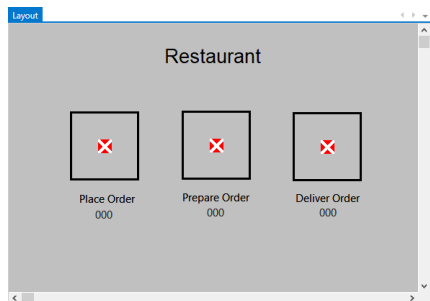 Layout
Restaurant
Place Order
Prepare Order
Deliver Order
000
000
000